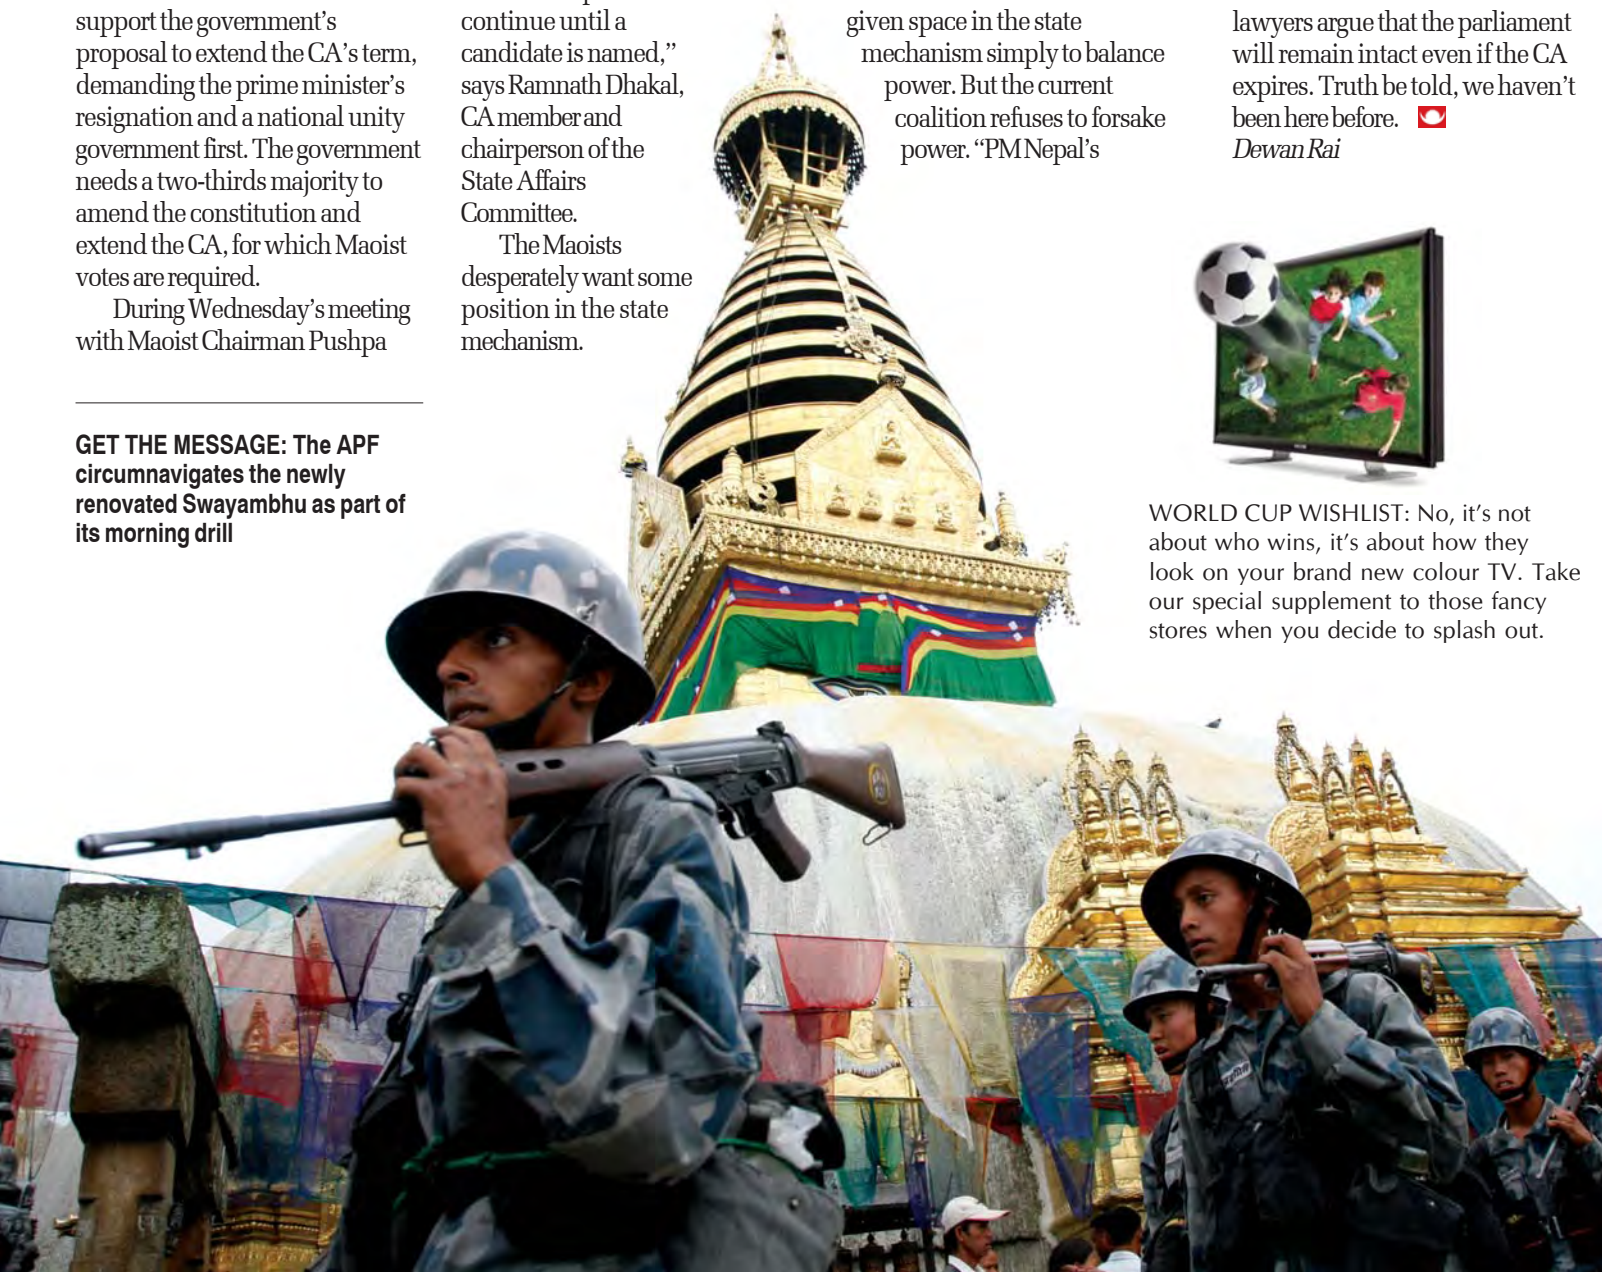 support the government’s
proposal to extend the CA’s term,
demanding the prime minister’s
resignation and a national unity
government first. The government
needs a two-thirds majority to
amend the constitution and
extend the CA, for which Maoist
votes are required.
During Wednesday’s meeting
with Maoist Chairman Pushpa
continue until a
candidate is named,”
says Ramnath Dhakal,
CA member and
chairperson of the
State Affairs
Committee.
The Maoists
desperately want some
position in the state
mechanism.
given space in the state
mechanism simply to balance
power. But the current
coalition refuses to forsake
power. “PM Nepal’s
lawyers argue that the parliament
will remain intact even if the CA
expires. Truth be told, we haven’t
been here before.
Dewan Rai
GET THE MESSAGE: The APF
circumnavigates the newly
renovated Swayambhu as part of
its morning drill
WORLD CUP WISHLIST: No, it’s not
about who wins, it’s about how they
look on your brand new colour TV. Take
our special supplement to those fancy
stores when you decide to splash out.